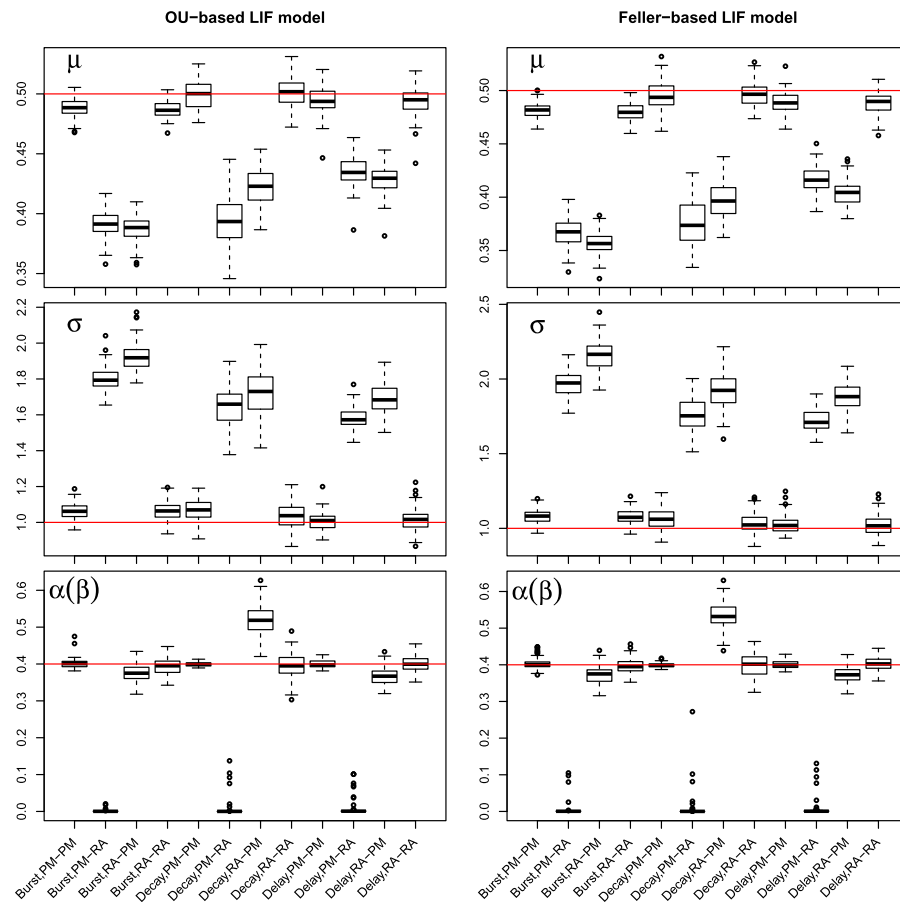 OU−based LIF model
Feller−based LIF model
μ
0.50
0.45
0.40
0.35
μ
0.50
0.45
0.40
0.35
σ
2.2
2.0
1.8
1.6
1.4
1.2
1.0
σ
2.5
2.0
1.5
1.0
α(β)
0.6
0.5
0.4
0.3
0.2
0.1
0.0
α(β)
0.6
0.5
0.4
0.3
0.2
0.1
0.0
Burst,PM−PM
Burst,PM−RA
Burst,RA−PM
Burst,RA−RA
Decay,PM−PM
Decay,PM−RA
Decay,RA−PM
Decay,RA−RA
Delay,PM−PM
Delay,PM−RA
Delay,RA−PM
Delay,RA−RA
Burst,PM−PM
Burst,PM−RA
Burst,RA−PM
Burst,RA−RA
Decay,PM−PM
Decay,PM−RA
Decay,RA−PM
Decay,RA−RA
Delay,PM−PM
Delay,PM−RA
Delay,RA−PM
Delay,RA−RA